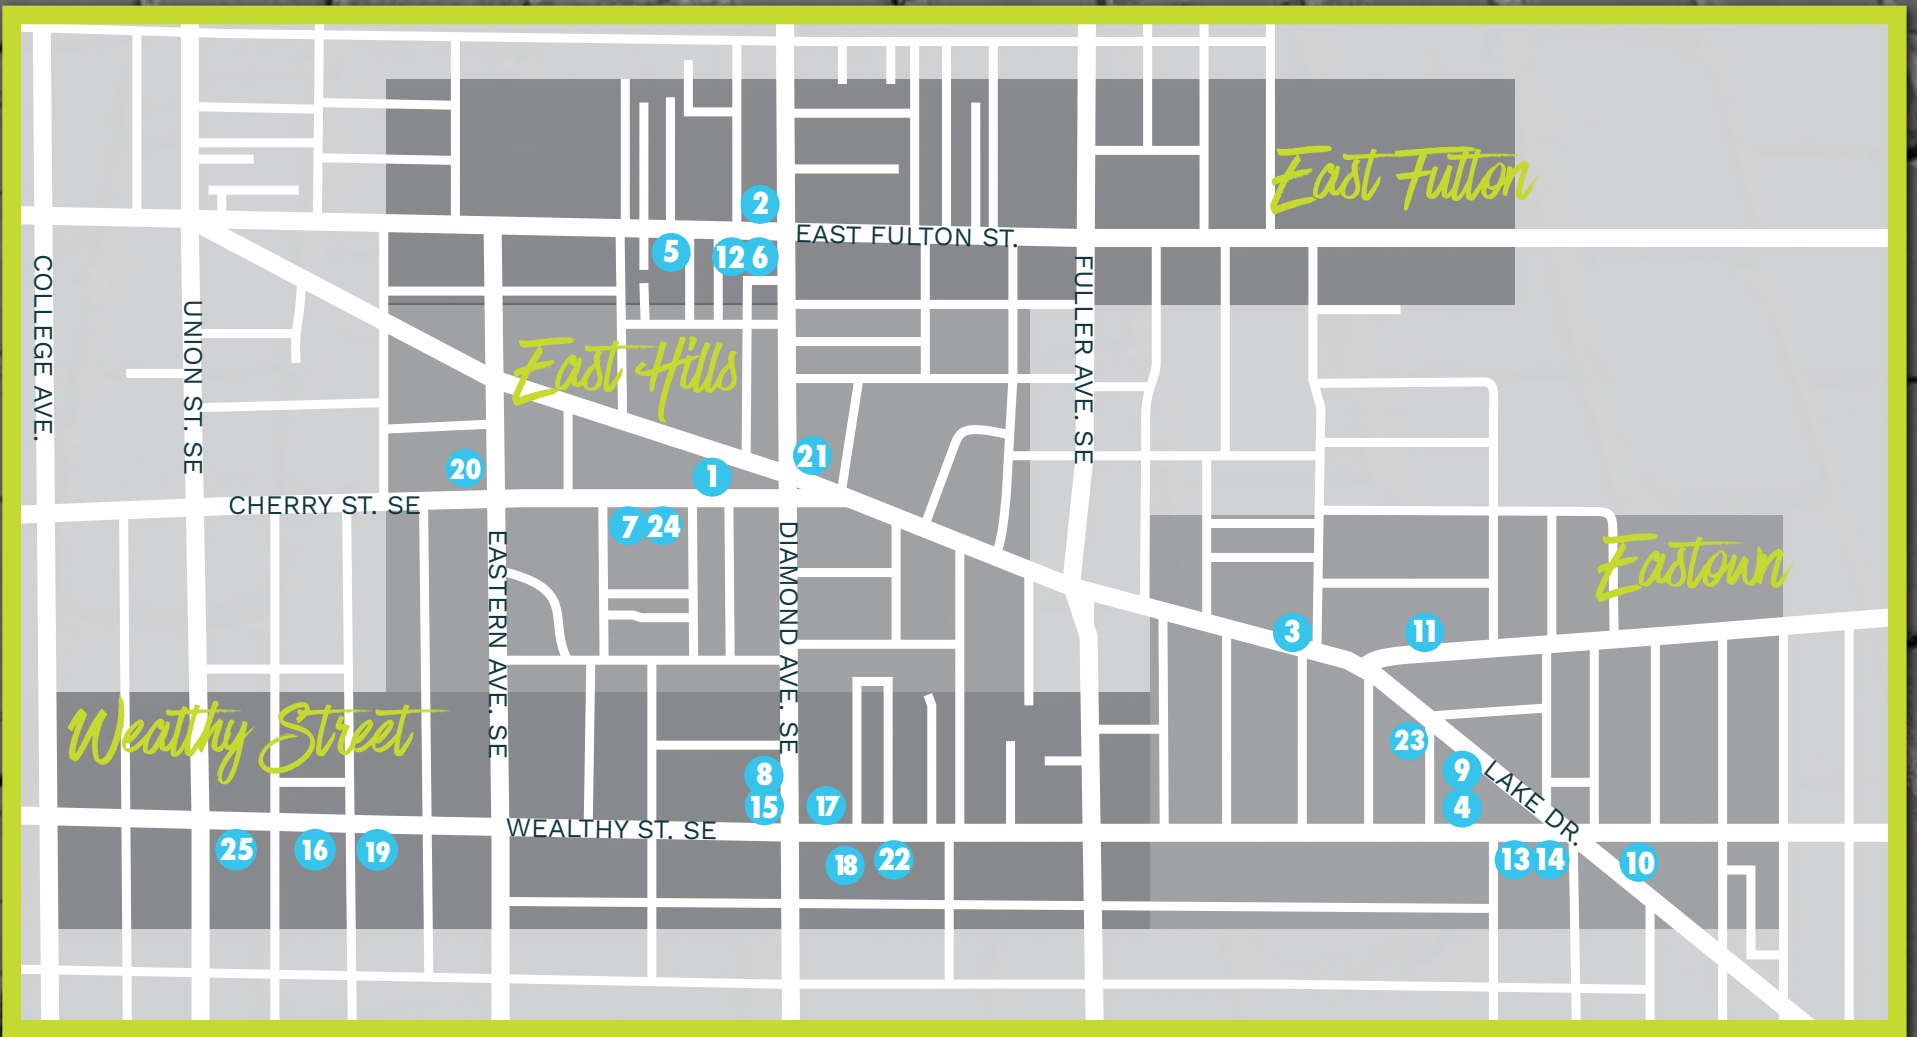 East Fulton
2
EAST FULTON ST.
5
12
6
COLLEGE AVE.
UNION ST. SE
FULLER AVE. SE
East Hills
20
1
21
CHERRY ST. SE
7
24
EASTERN AVE. SE
DIAMOND AVE. SE
Eastown
3
11
Wealthy Street
23
8
9
LAKE DR.
15
17
4
WEALTHY ST. SE
25
16
19
18
22
13
14
10